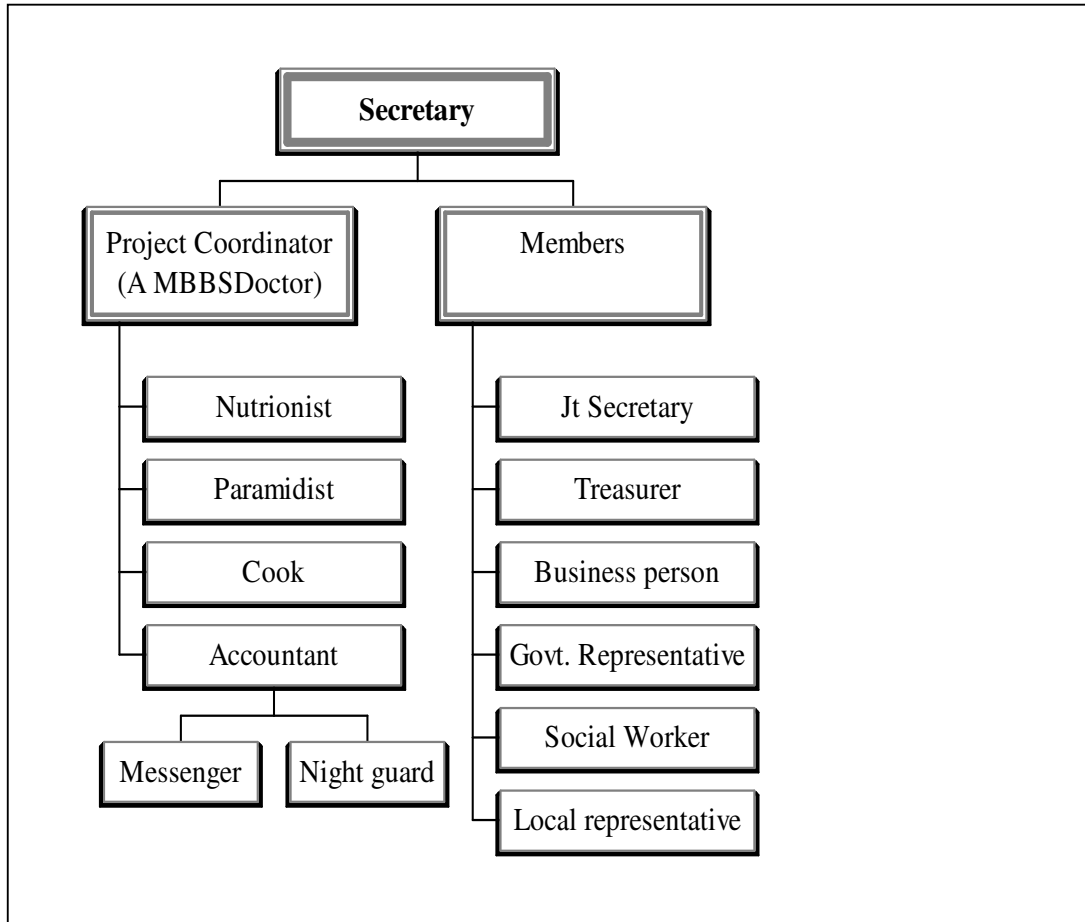 Secretary
Project Coordinator
(A MBBSDoctor)
Members
Nutrionist
Paramidist
Cook
Accountant
Messenger
Night guard
Jt Secretary
Treasurer
Business person
Govt. Representative
Social Worker
Local representative